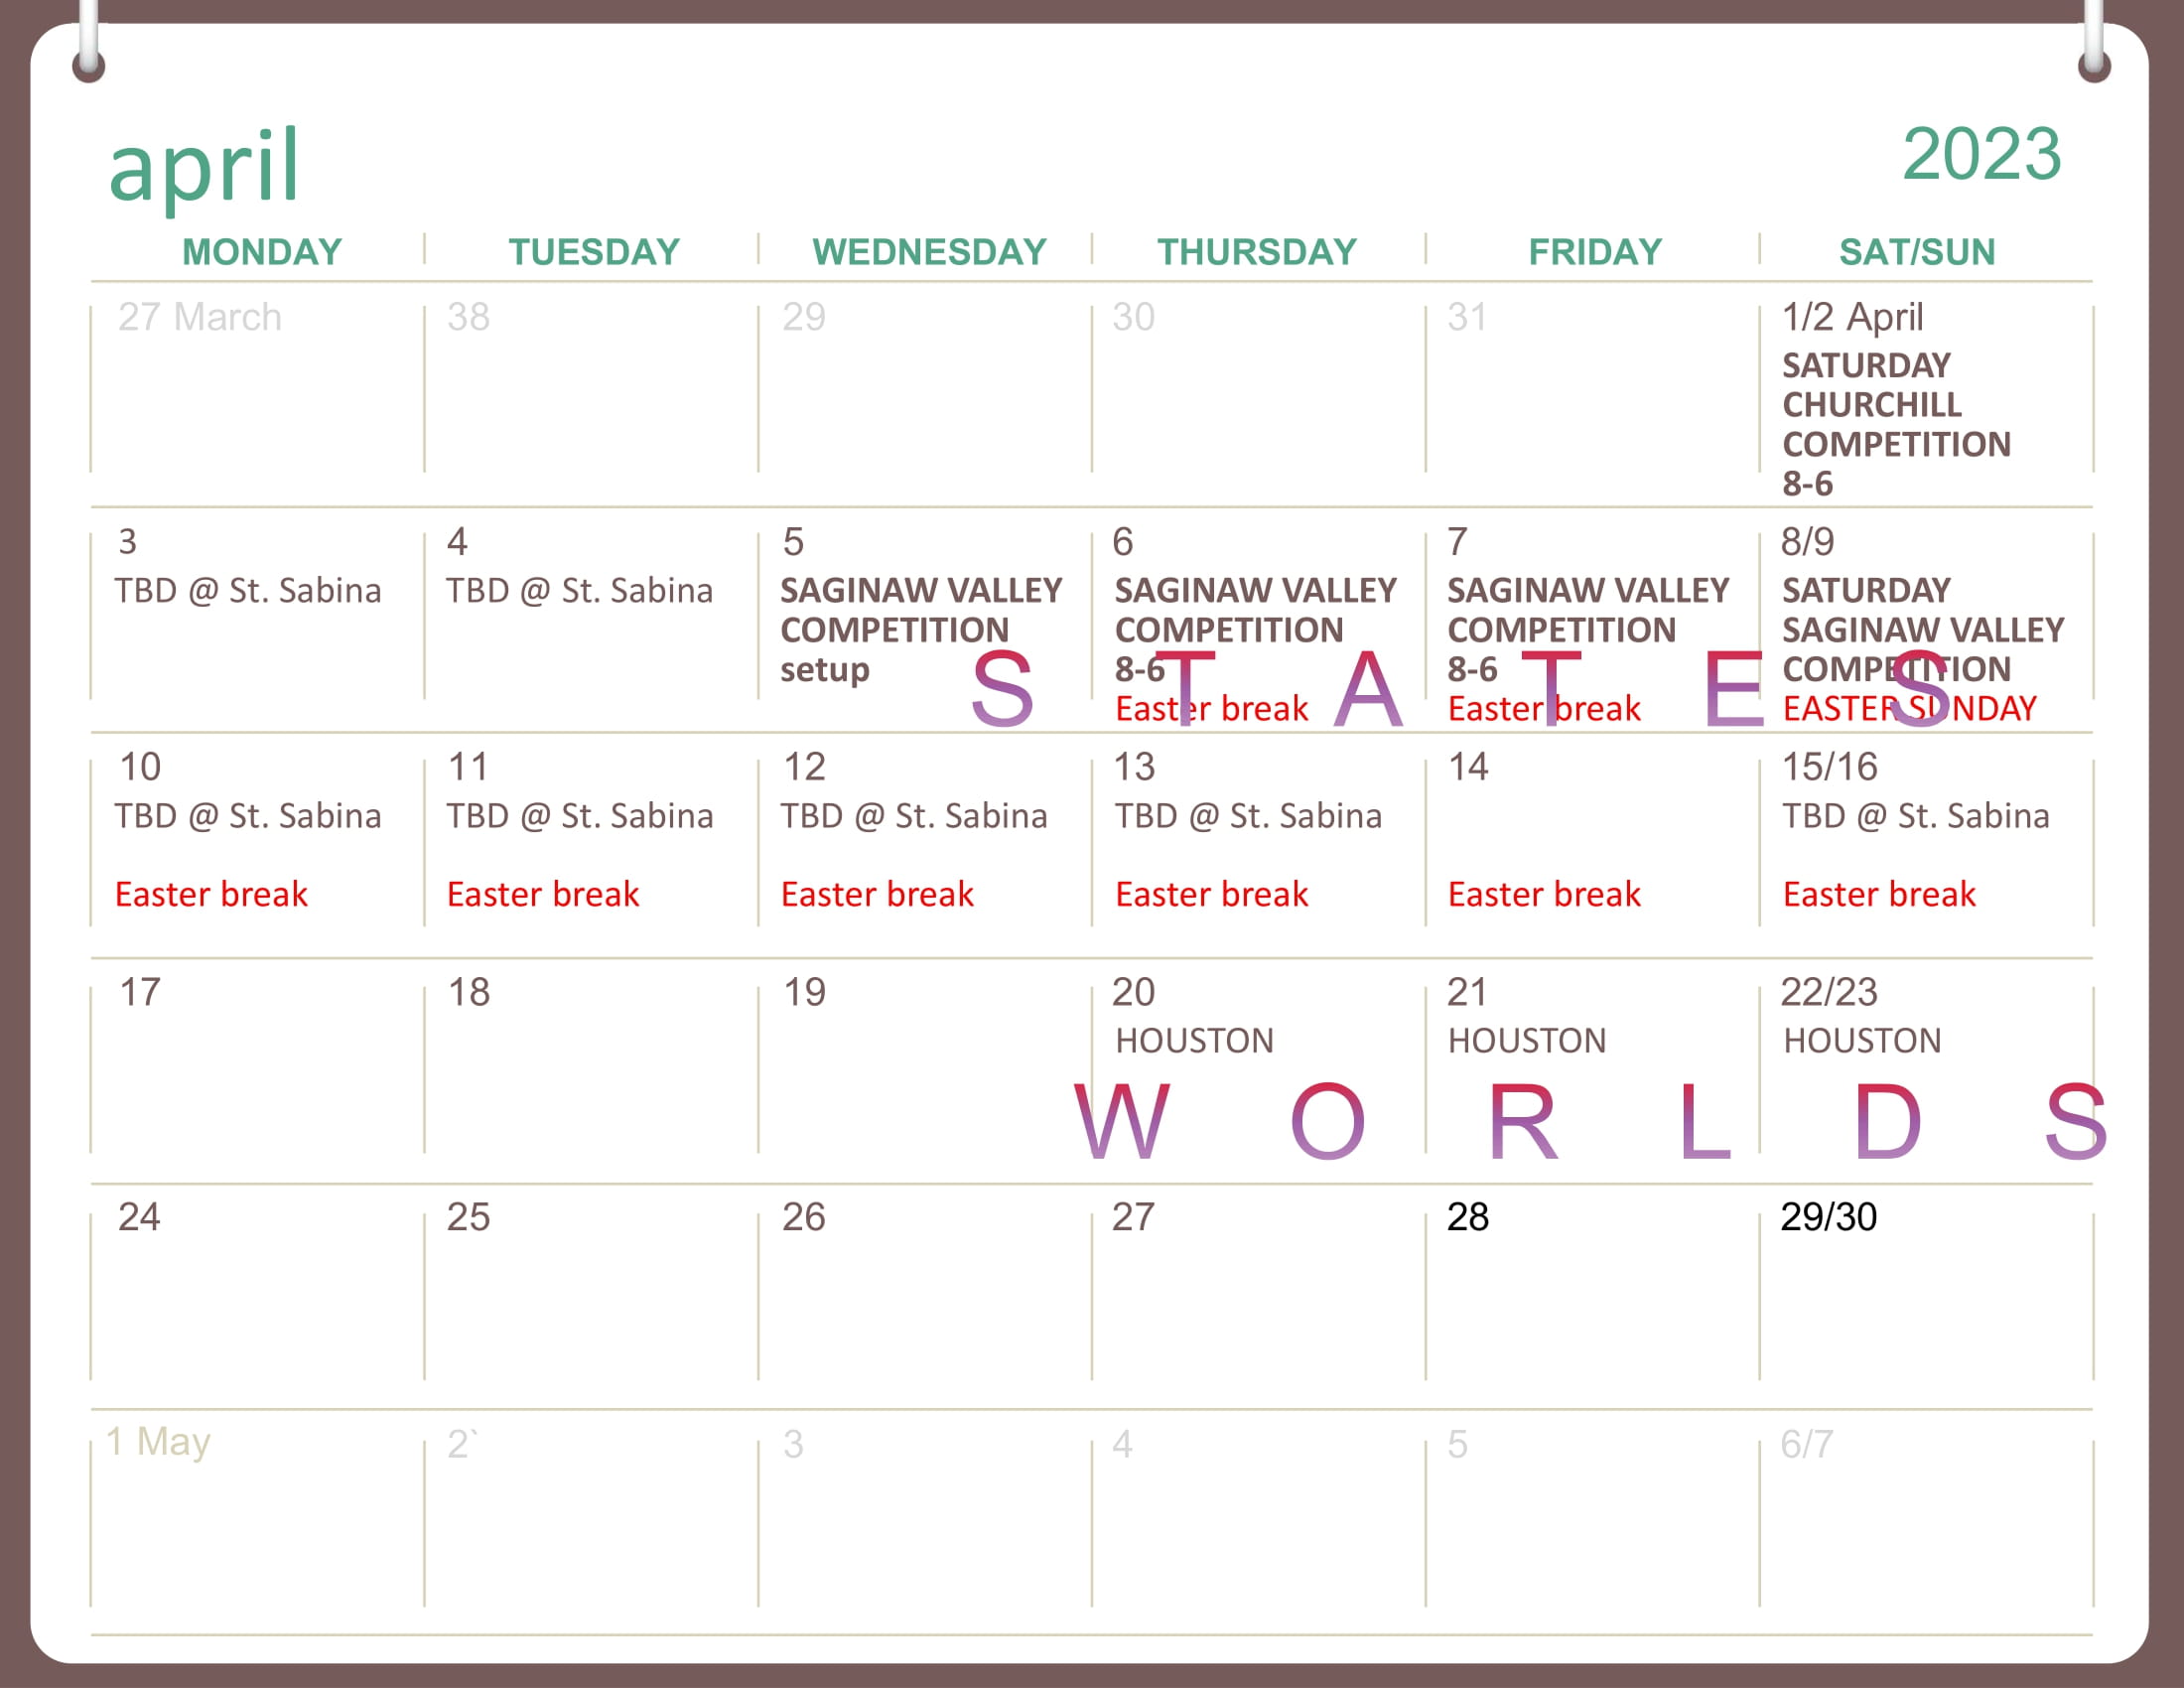 april
2023
MONDAY TUESDAY WEDNESDAY THURSDAY FRIDAY SAT/SUN
27 March 38 29 30 31 1/2 April
SATURDAY
CHURCHILL
COMPETITION
8-6
3 4 5 6 7 8/9
TBD @ St. Sabina TBD @ St. Sabina SAGINAW VALLEY SAGINAW VALLEY SAGINAW VALLEY SATURDAY
COMPETITION COMPETITION COMPETITION SAGINAW VALLEY
setup 8-6 8-6 COMPETITION
S T A T E S
Easter break Easter break EASTER SUNDAY
10 11 12 13 14 15/16
TBD @ St. Sabina TBD @ St. Sabina TBD @ St. Sabina TBD @ St. Sabina TBD @ St. Sabina
Easter break Easter break Easter break Easter break Easter break Easter break
17 18 19 20 21 22/23
HOUSTON HOUSTON HOUSTON
W O R L D S
24 25 26 27 28 29/30
1 May 2` 3 4 5 6/7